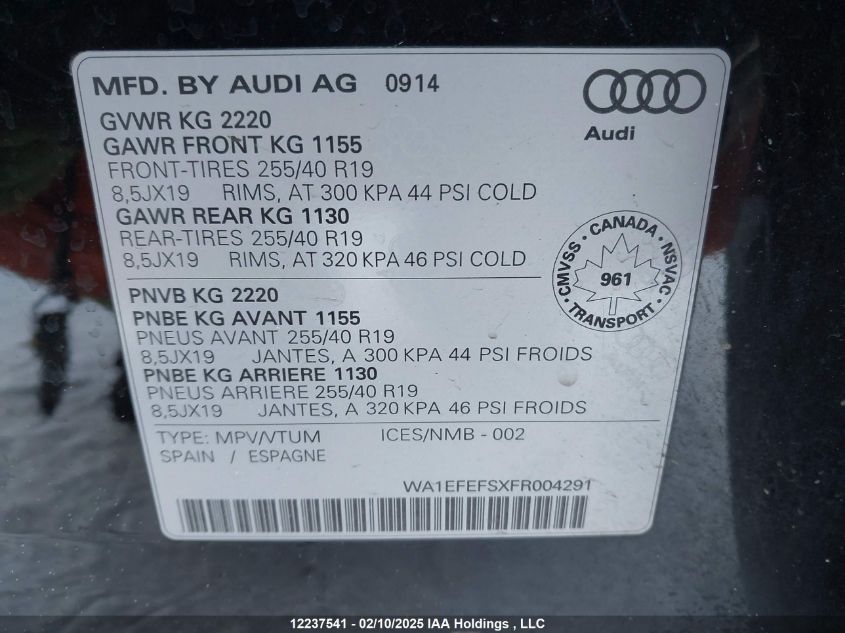 MFD. BY AUDI AG 0914
Audi
GVWR KG 2220
GAWR FRONT KG 1155
FRONT-TIRES 255/40 R19
8,5JX19 RIMS, AT 300 KPA 44 PSI COLD
GAWR REAR KG 1130
REAR-TIRES 255/40 R19
8,5JX19 RIMS, AT 320 KPA 46 PSI COLD
CMVSS · CANADA · NSVAC · TRANSPORT ·
961
PNVB KG 2220
PNBE KG AVANT 1155
PNEUS AVANT 255/40 R19
8,5JX19 JANTES, A 300 KPA 44 PSI FROIDS
PNBE KG ARRIERE 1130
PNEUS ARRIERE 255/40 R19
8,5JX19 JANTES, A 320 KPA 46 PSI FROIDS
TYPE: MPV/VTUM ICES/NMB - 002
SPAIN / ESPAGNE
WA1EFEFSXFR004291
12237541 - 02/10/2025 IAA Holdings , LLC